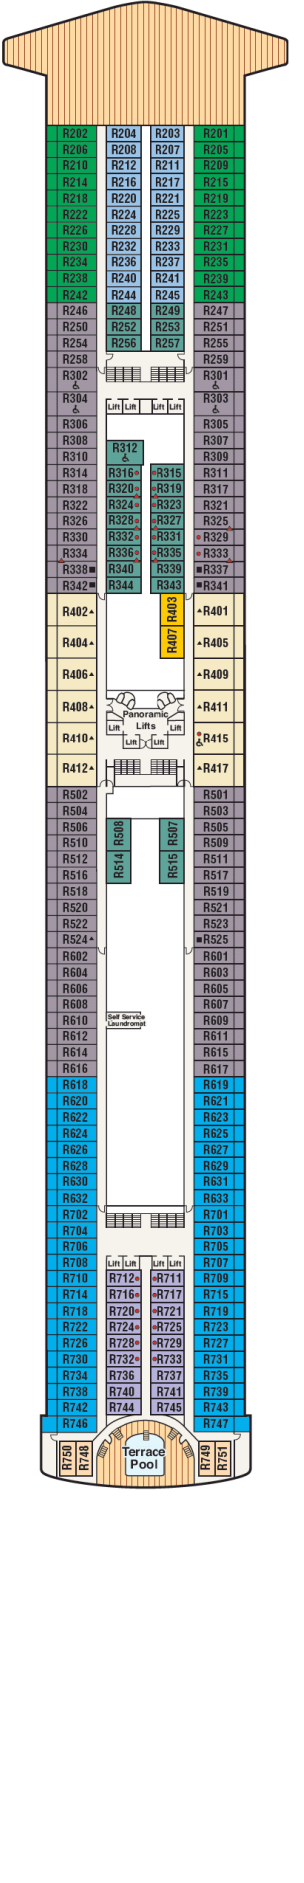 R202 R204 R203 R201
R206 R208 R207 R205
R210 R212 R211 R209
R214 R216 R217 R215
R218 R220 R221 R219
R222 R224 R225 R223
R226 R228 R229 R227
R230 R232 R233 R231
R234 R236 R237 R235
R238 R240 R241 R239
R242 R244 R245 R243
R246 R248 R249 R247
R250 R252 R253 R251
R254 R256 R257 R255
R258 R259
R302 R301
R304 Lift Lift Lift Lift R303
R306 R305
R308 R307
R310 R312 R309
R314 R316 R315 R311
R318 R320 R319 R317
R322 R324 R323 R321
R326 R328 R327 R325
R330 R332 R331 R329
R334 R336 R335 R333
R338 R340 R339 R337
R342 R344 R343 R341
R402 R403 R401
R404 R407 R405
R406 R409
R408 R411
Panoramic
Lifts
Lift Lift
R410 Lift Lift R415
R412 R417
R502 R501
R504 R503
R506 R508 R507 R505
R510 R509
R512 R514 R515 R511
R516 R517
R518 R519
R520 R521
R522 R523
R524 R525
R602 R601
R604 R603
R606 R605
R608 R607
R610 Self Service R609
Laundromat
R612 R611
R614 R615
R616 R617
R618 R619
R620 R621
R622 R623
R624 R625
R626 R627
R628 R629
R630 R631
R632 R633
R702 R701
R704 R703
R706 R705
R708 Lift Lift Lift Lift R707
R710 R712 R711 R709
R714 R716 R717 R715
R718 R720 R721 R719
R722 R724 R725 R723
R726 R728 R729 R727
R730 R732 R733 R731
R734 R736 R737 R735
R738 R740 R741 R739
R742 R744 R745 R743
R746 R747
R750 R748 Terrace R749 R751
Pool